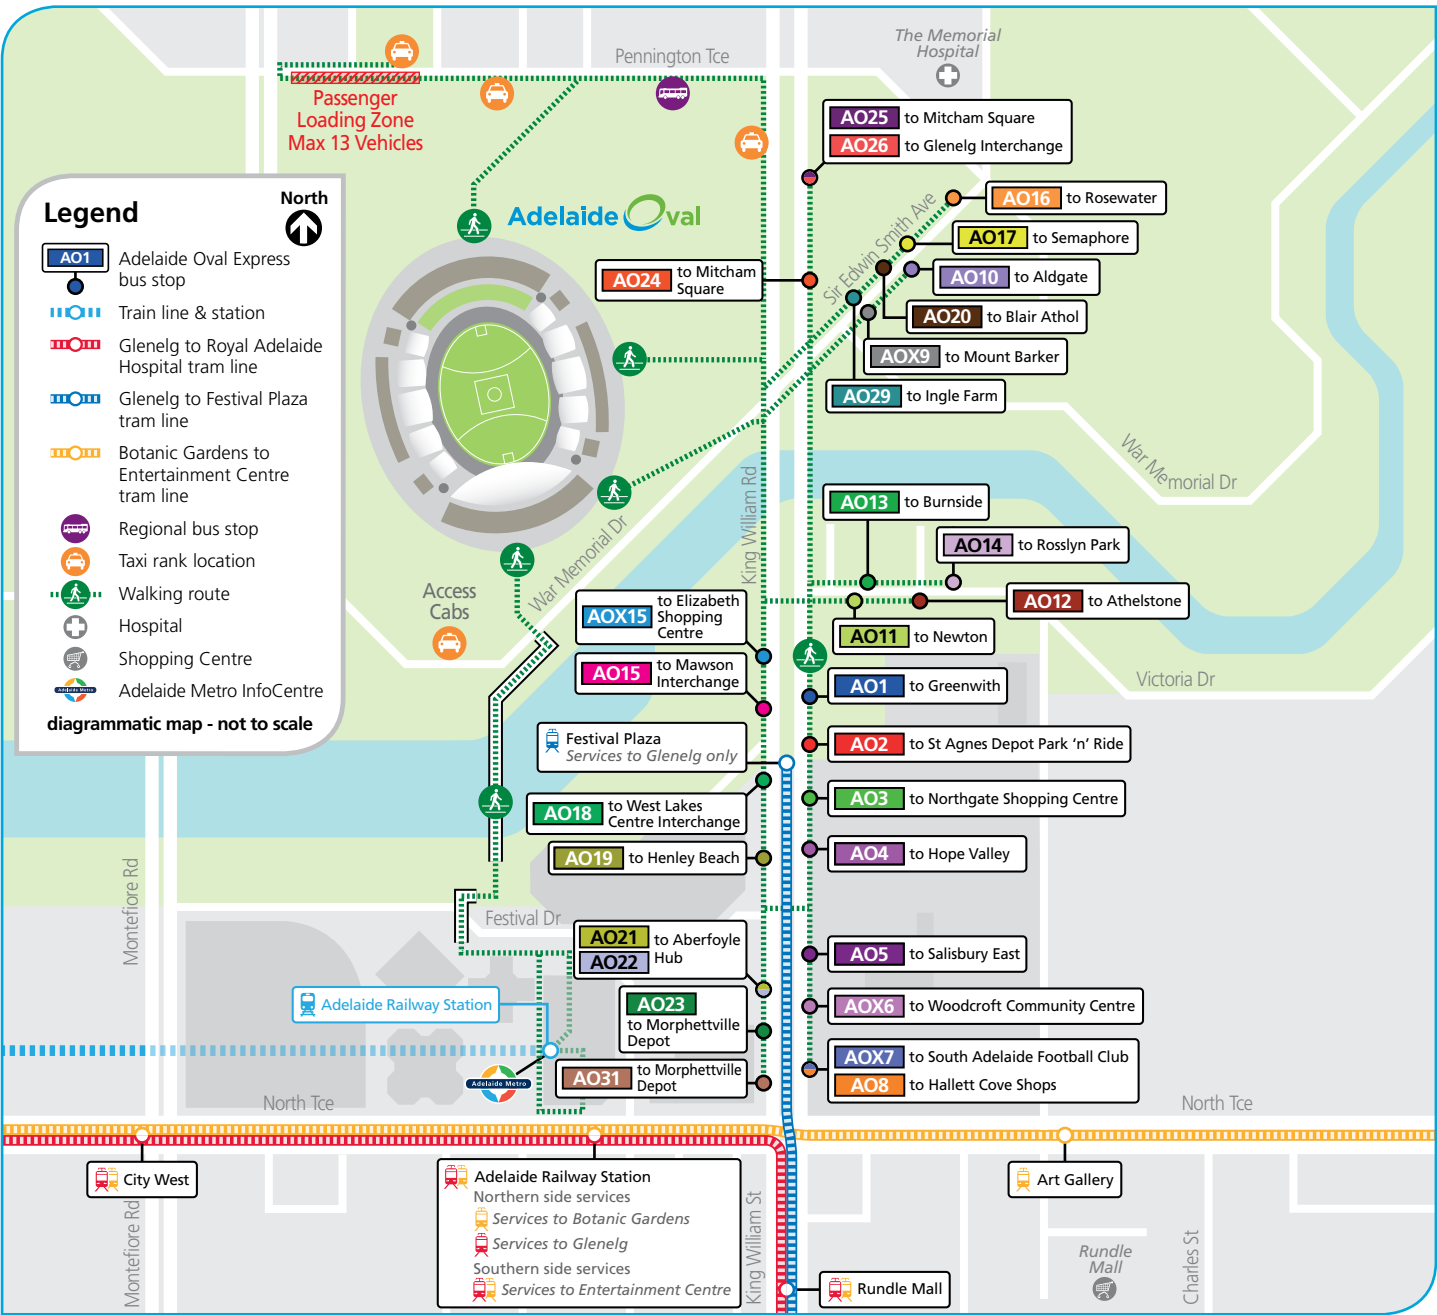 Pennington Tce
The Memorial
Hospital
Passenger
Loading Zone
Max 13 Vehicles
AO25 to Mitcham Square
AO26 to Glenelg Interchange
Legend
North
AO1 Adelaide Oval Express
bus stop
Train line & station
Glenelg to Royal Adelaide
Hospital tram line
Glenelg to Festival Plaza
tram line
Botanic Gardens to
Entertainment Centre
tram line
Regional bus stop
Taxi rank location
Walking route
Hospital
Shopping Centre
Adelaide Metro
Adelaide Metro InfoCentre
diagrammatic map - not to scale
Adelaide Oval
Sir Edwin Smith Ave
AO16 to Rosewater
AO17 to Semaphore
AO24 to Mitcham
Square
AO10 to Aldgate
AO20 to Blair Athol
AOX9 to Mount Barker
AO29 to Ingle Farm
War Memorial Dr
War Memorial Dr
King William Rd
AO13 to Burnside
AO14 to Rosslyn Park
Access
Cabs
AOX15 to Elizabeth
Shopping
Centre
AO12 to Athelstone
AO11 to Newton
AO15 to Mawson
Interchange
AO1 to Greenwith
Victoria Dr
Festival Plaza
Services to Glenelg only
AO2 to St Agnes Depot Park ‘n’ Ride
AO18 to West Lakes
Centre Interchange
AO3 to Northgate Shopping Centre
AO19 to Henley Beach
AO4 to Hope Valley
Montefiore Rd
Festival Dr
AO21 to Aberfoyle
AO22 Hub
AO5 to Salisbury East
Adelaide Railway Station
AO23
to Morphettville
Depot
AOX6 to Woodcroft Community Centre
AO31 to Morphettville
Depot
AOX7 to South Adelaide Football Club
AO8 to Hallett Cove Shops
Adelaide Metro
North Tce
North Tce
City West
Adelaide Railway Station
Northern side services
Services to Botanic Gardens
Services to Glenelg
Southern side services
Services to Entertainment Centre
Art Gallery
Montefiore Rd
King William St
Rundle Mall
Rundle
Mall
Charles St